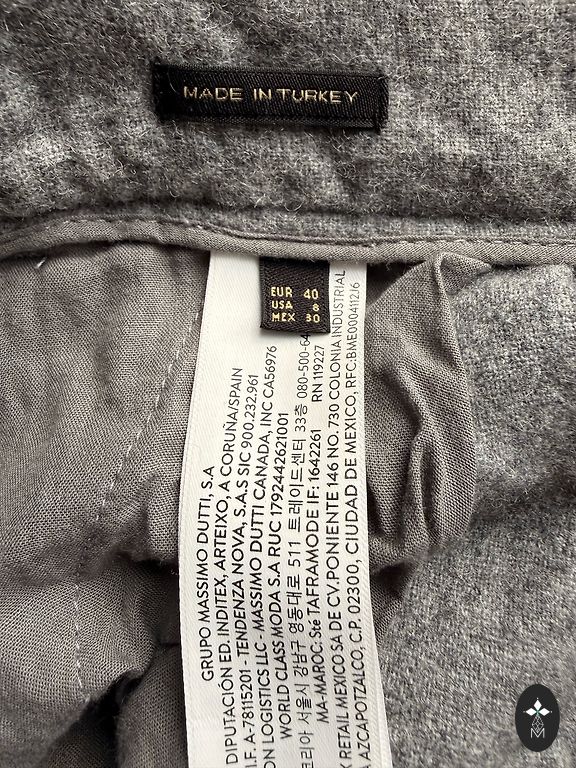 MADE IN TURKEY
EUR 40
USA 8
MEX 30
GRUPO MASSIMO DUTTI, S.A
DIPUTACIÓN ED. INDITEX, ARTEIXO, A CORUÑA/SPAIN
I.F. A-78115201 - TENDENZA NOVA, S.A.S SIC 900.232.961
ON LOGISTICS LLC - MASSIMO DUTTI CANADA, INC CA56976
WORLD CLASS MODA S.A RUC 1792442621001
코리아 서울시 강남구 영동대로 511 트레이드센터 33층 080-500-64
MA-MAROC: Sté TAFRAMODE IF: 1642261 RN 119227
RETAIL MEXICO SA DE CV. PONIENTE 146 NO. 730 COLONIA INDUSTRIAL
AZCAPOTZALCO, C.P. 02300, CIUDAD DE MEXICO, RFC:BME0004112J6